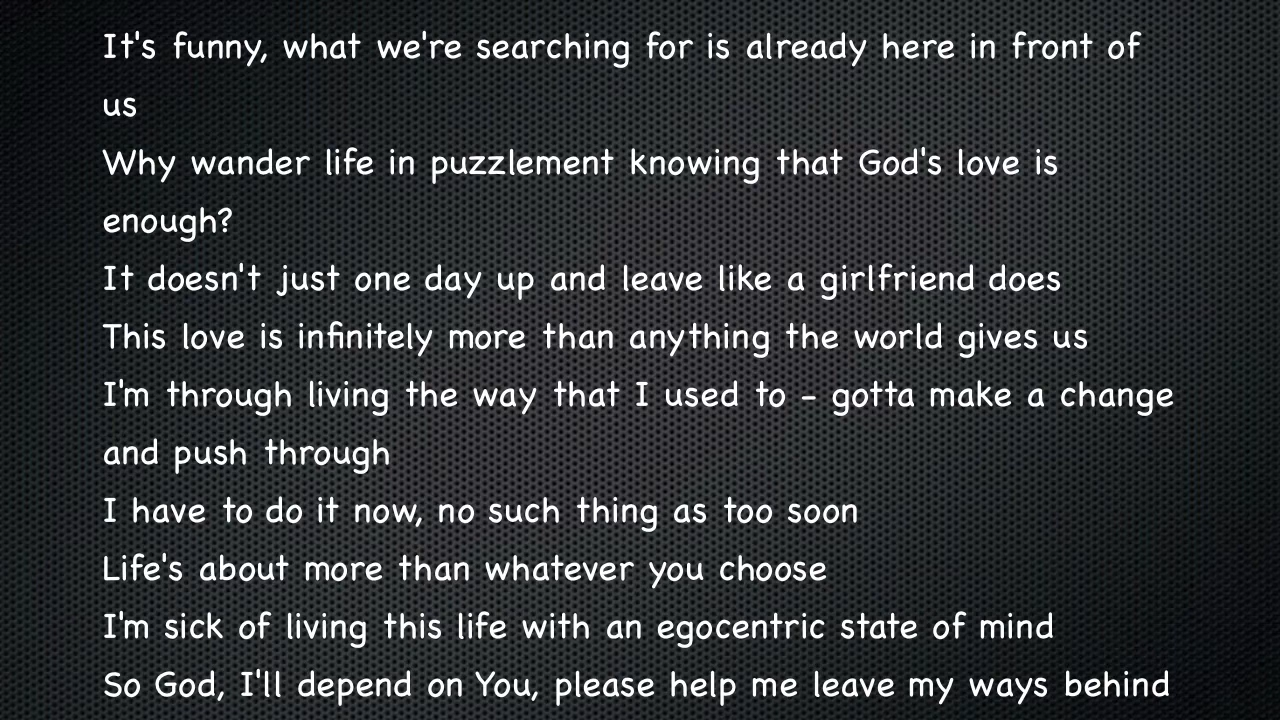 It's funny, what we're searching for is already here in front of
us
Why wander life in puzzlement knowing that God's love is
enough?
It doesn't just one day up and leave like a girlfriend does
This love is infinitely more than anything the world gives us
I'm through living the way that I used to - gotta make a change
and push through
I have to do it now, no such thing as too soon
Life's about more than whatever you choose
I'm sick of living this life with an egocentric state of mind
So God, I'll depend on You, please help me leave my ways behind